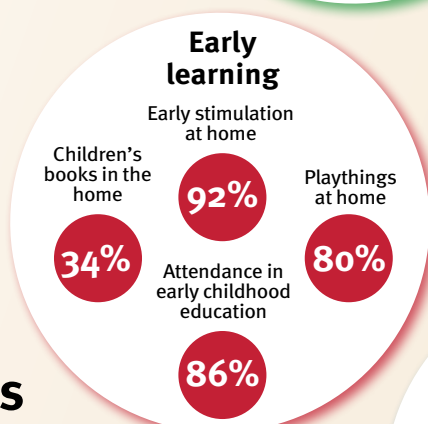 Early
learning
Early stimulation
at home
92%
Children's
books in the
home
34%
Playthings
at home
80%
Attendance in
early childhood
education
86%
s